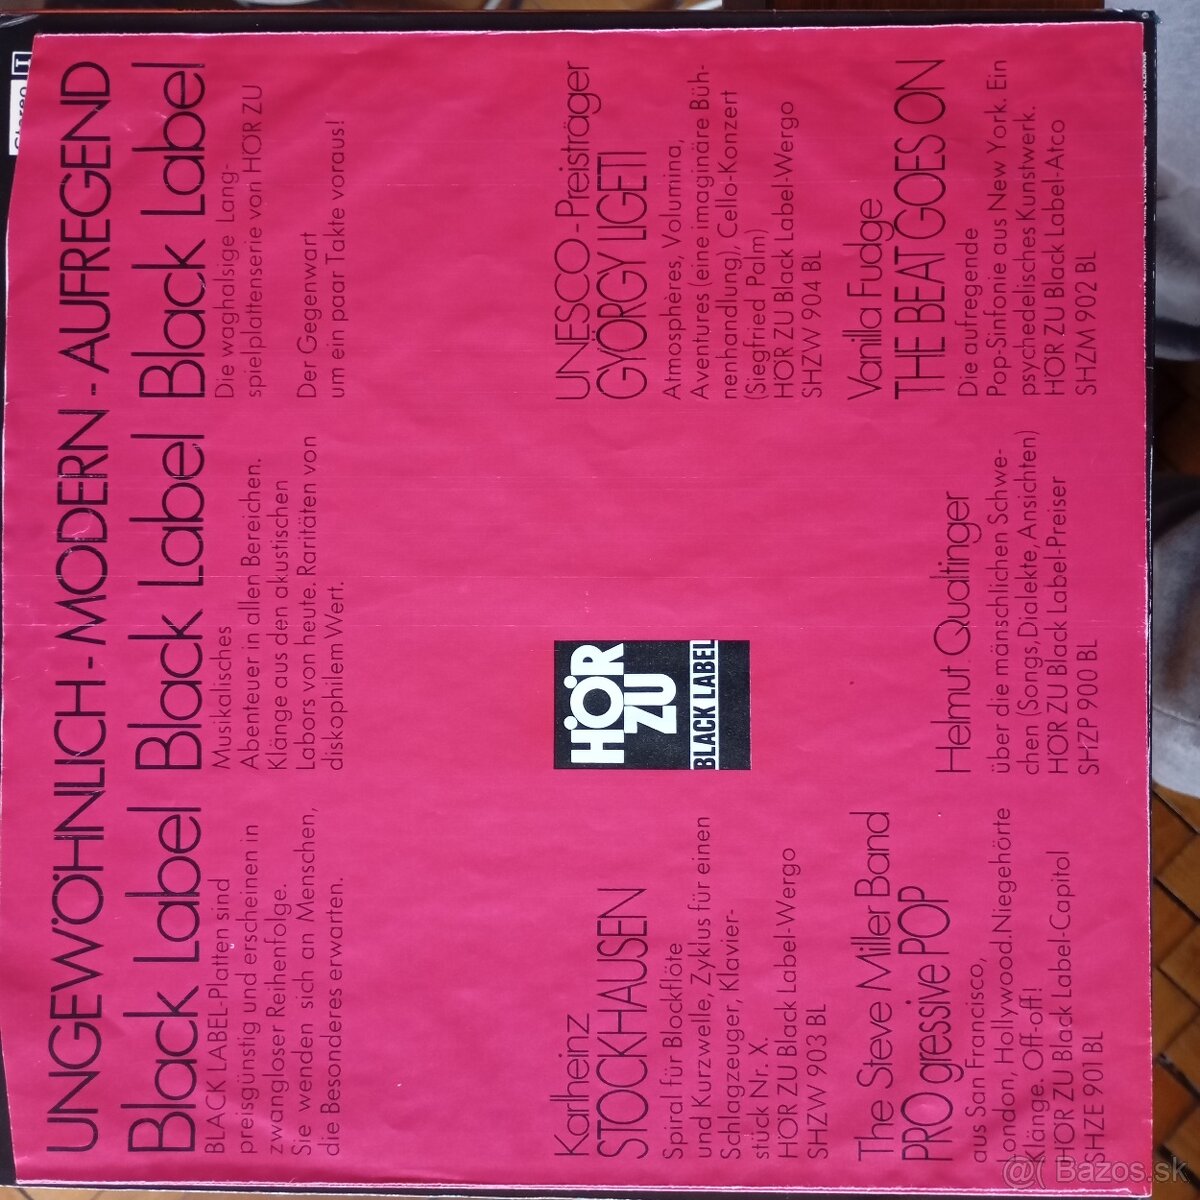 UNGEWÖHNLICH - MODERN - AUFREGEND
Black Label Black Label Black Label
BLACK LABEL-Platten sind
preisgünstig und erscheinen in
zwangloser Reihenfolge.
Sie wenden sich an Menschen,
die Besonderes erwarten.
Musikalisches
Abenteuer in allen Bereichen.
Klänge aus den akustischen
Labors von heute. Raritäten von
diskophilem Wert.
Die waghalsige Lang-
spielplattenserie von HÖR ZU
Der Gegenwart
um ein paar Takte voraus!
Karlheinz
STOCKHAUSEN
Spiral für Blockflöte
und Kurzwelle, Zyklus für einen
Schlagzeuger, Klavier-
stück Nr. X.
HÖR ZU Black Label-Wergo
SHZW 903 BL
HÖR
ZU
BLACK LABEL
UNESCO-Preisträger
GYÖRGY LIGETI
Atmosphères, Volumina,
Aventures (eine imaginäre Büh-
nenhandlung), Cello-Konzert
(Siegfried Palm)
HÖR ZU Black Label-Wergo
SHZW 904 BL
The Steve Miller Band
PRO gressive POP
aus San Francisco,
London, Hollywood. Niegehörte
Klänge. Off-off!
HÖR ZU Black Label-Capitol
SHZE 901 BL
Helmut Qualtinger
über die mänschlichen Schwe-
chen (Songs, Dialekte, Ansichten)
HÖR ZU Black Label-Preiser
SHZP 900 BL
Vanilla Fudge
THE BEAT GOES ON
Die aufregende
Pop-Sinfonie aus New York. Ein
psychedelisches Kunstwerk.
HÖR ZU Black Label-Atco
SHZM 902 BL
Stereo
Bazos.sk